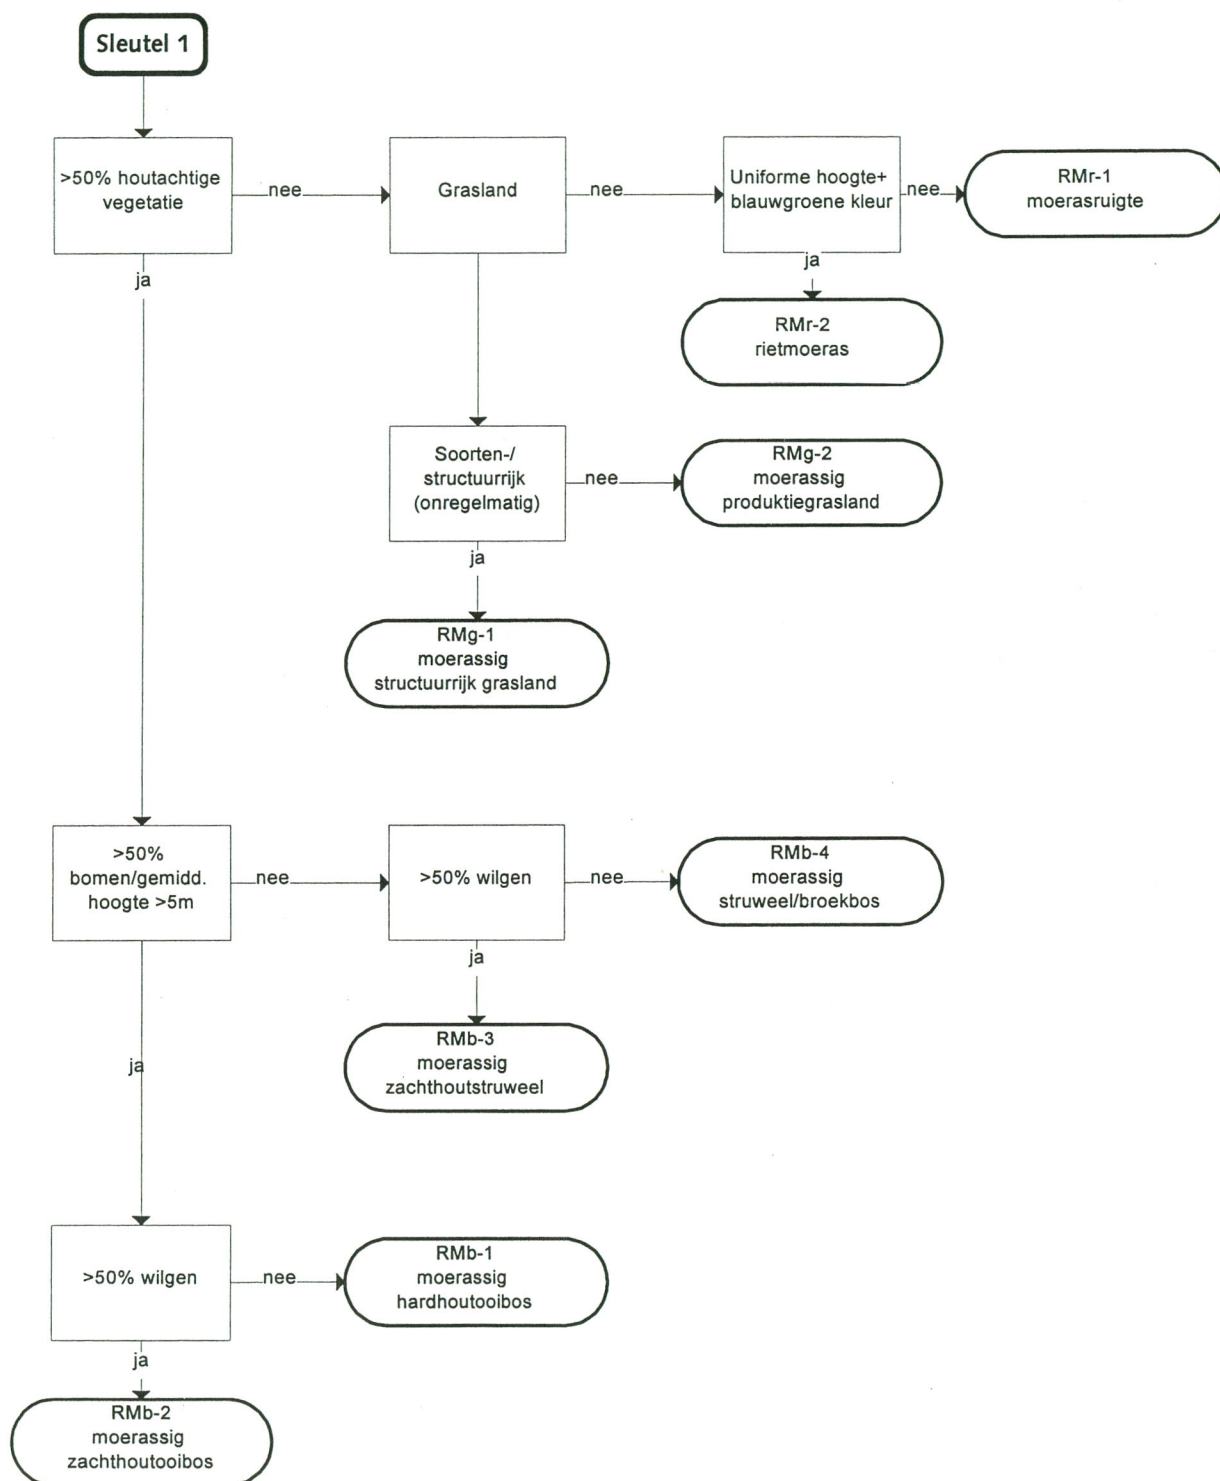 Sleutel 1
>50% houtachtige
vegetatie
nee
Grasland
nee
Uniforme hoogte+
blauwgroene kleur
nee
RMr-1
moerasruigte
ja
ja
RMr-2
rietmoeras
Soorten-/
structuurrijk
(onregelmatig)
nee
RMg-2
moerassig
produktiegrasland
ja
RMg-1
moerassig
structuurrijk grasland
>50%
bomen/gemidd.
hoogte >5m
nee
>50% wilgen
nee
RMb-4
moerassig
struweel/broekbos
ja
RMb-3
moerassig
zachthoutstruweel
ja
>50% wilgen
nee
RMb-1
moerassig
hardhoutooibos
ja
RMb-2
moerassig
zachthoutooibos